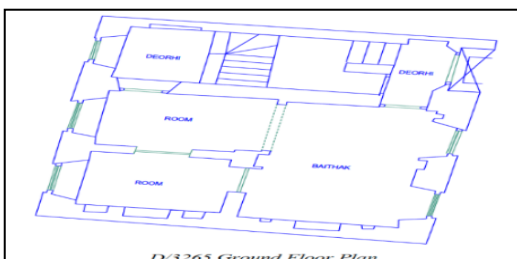 DEORHI
DEORHI
ROOM
BAITHAK
ROOM
D/3265 Ground Floor Plan